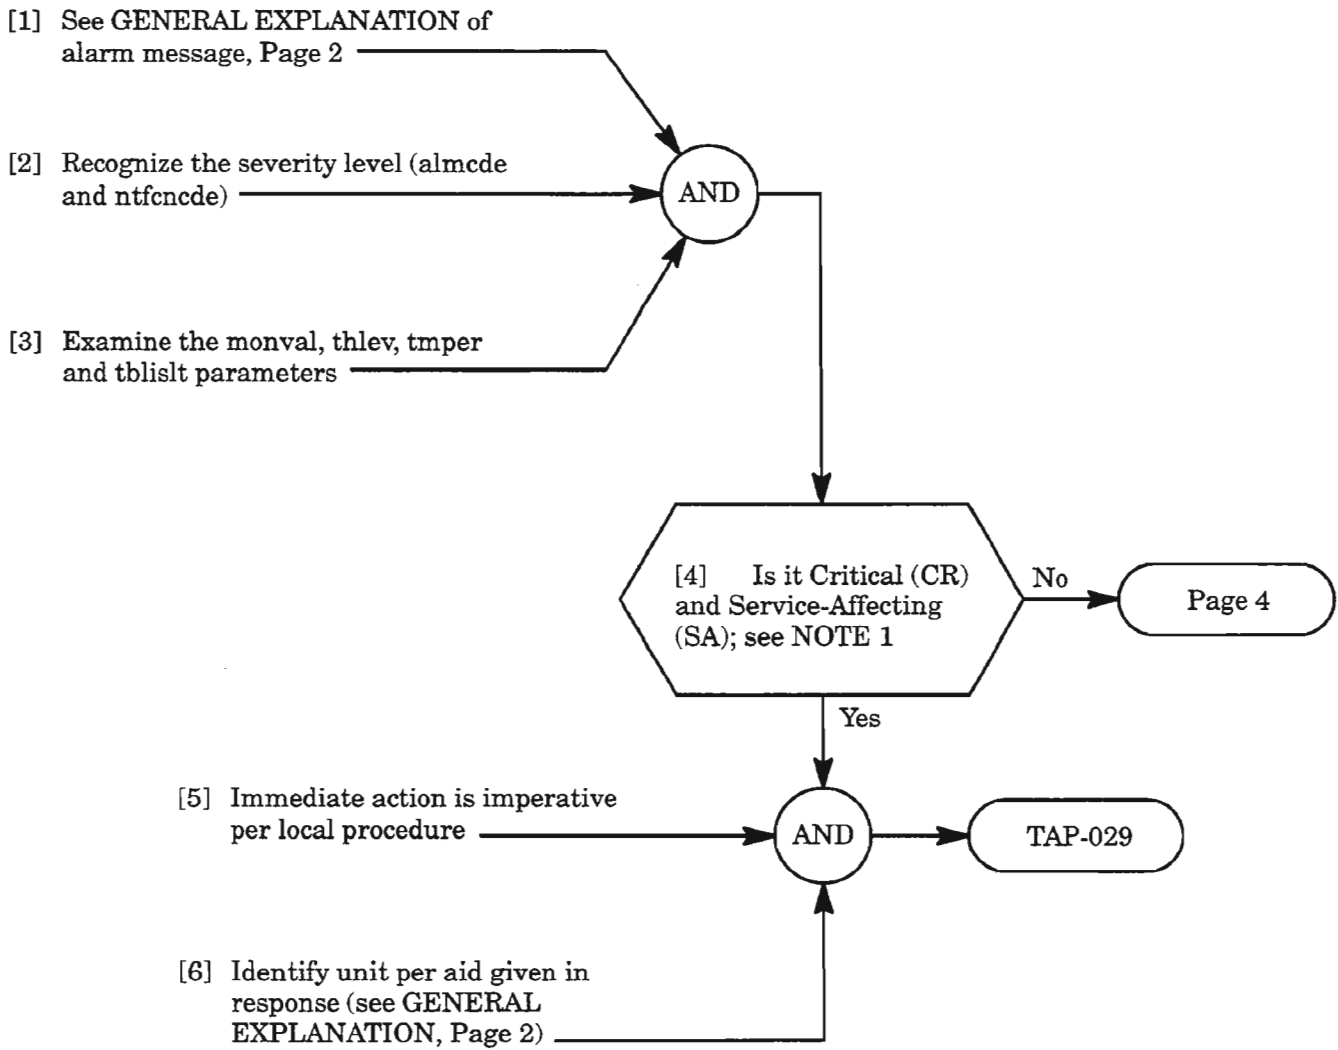 [1] See GENERAL EXPLANATION of
alarm message, Page 2
[2] Recognize the severity level (almcde
and ntfcncde)
AND
[3] Examine the monval, thlev, tmper
and tblislt parameters
[4] Is it Critical (CR)
and Service-Affecting
(SA); see NOTE 1
No
Page 4
Yes
[5] Immediate action is imperative
per local procedure
AND
TAP-029
[6] Identify unit per aid given in
response (see GENERAL
EXPLANATION, Page 2)